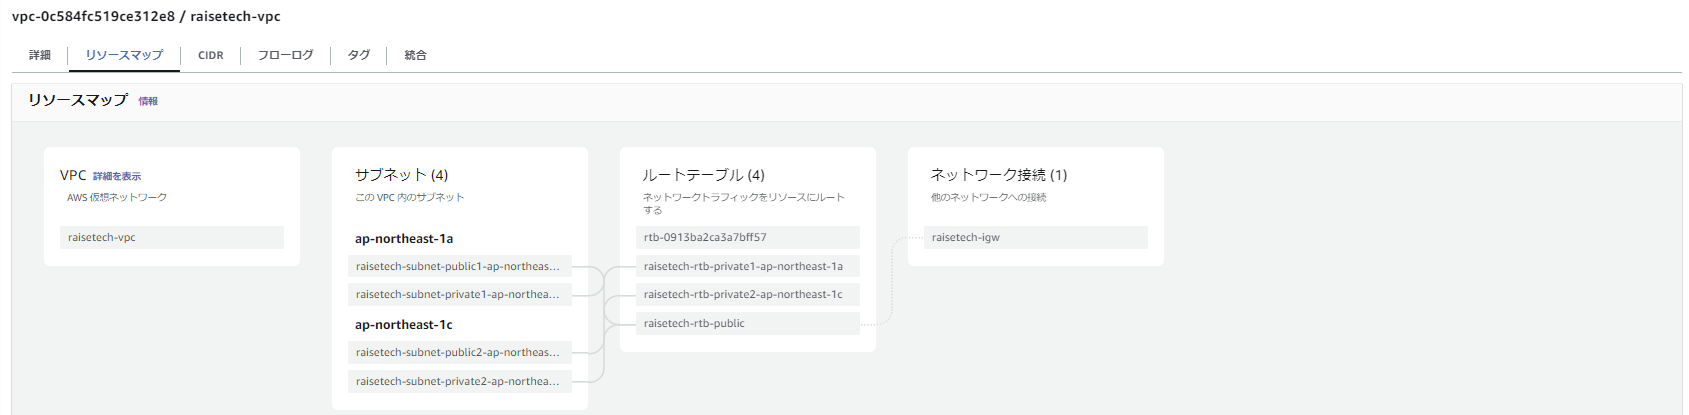 vpc-0c584fc519ce312e8 / raisetech-vpc
詳細 リソースマップ CIDR フローログ タグ 統合
リソースマップ 情報
VPC 詳細を表示
AWS 仮想ネットワーク
raisetech-vpc
サブネット (4)
この VPC 内のサブネット
ap-northeast-1a
raisetech-subnet-public1-ap-northeas...
raisetech-subnet-private1-ap-northea...
ap-northeast-1c
raisetech-subnet-public2-ap-northeas...
raisetech-subnet-private2-ap-northea...
ルートテーブル (4)
ネットワークトラフィックをリソースにルート
する
rtb-0913ba2ca3a7bff57
raisetech-rtb-private1-ap-northeast-1a
raisetech-rtb-private2-ap-northeast-1c
raisetech-rtb-public
ネットワーク接続 (1)
他のネットワークへの接続
raisetech-igw